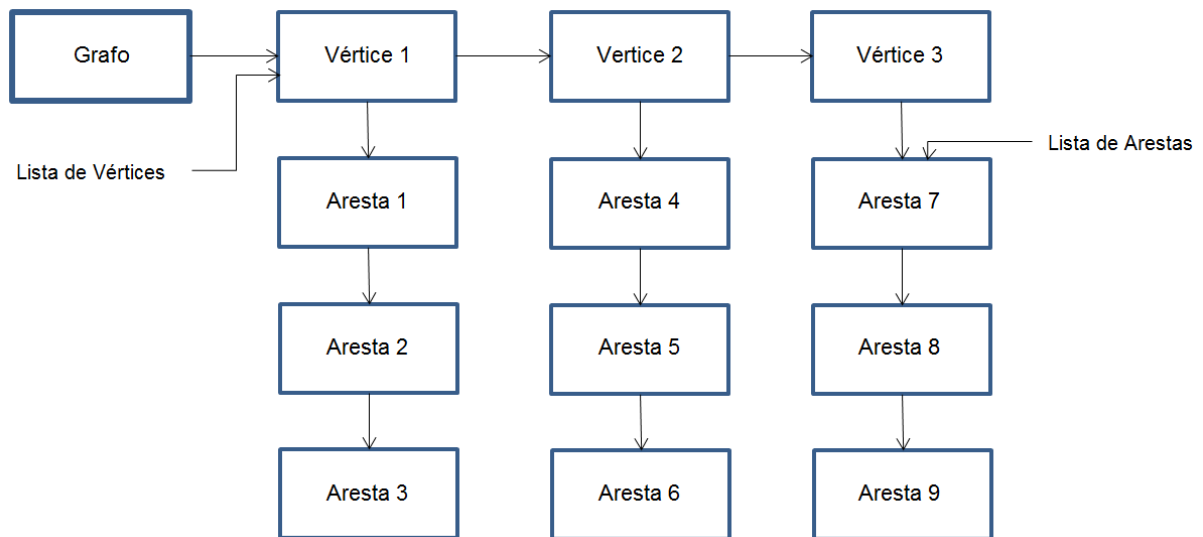 Grafo
Vértice 1
Vertice 2
Vértice 3
Lista de Vértices
Lista de Arestas
Aresta 1
Aresta 4
Aresta 7
Aresta 2
Aresta 5
Aresta 8
Aresta 3
Aresta 6
Aresta 9